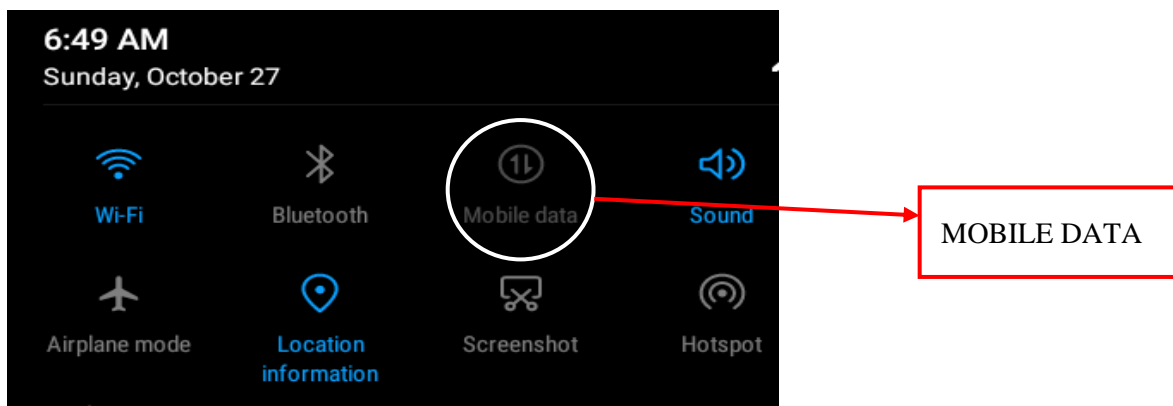 6:49 AM
Sunday, October 27
Wi-Fi
Bluetooth
Mobile data
Sound
MOBILE DATA
Airplane mode
Location
information
Screenshot
Hotspot